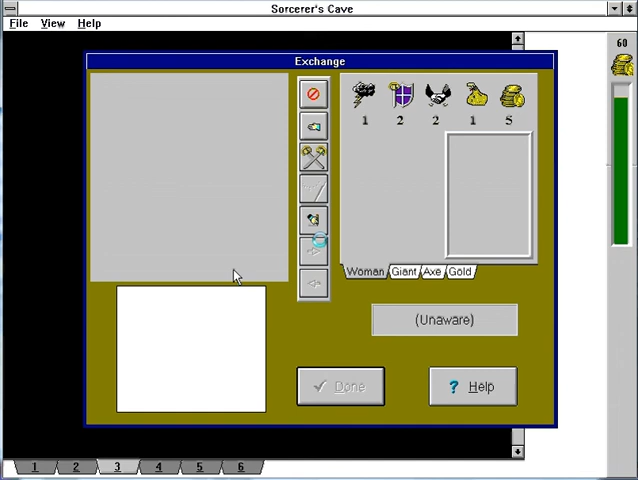 Sorcerer's Cave
File View Help
60
Exchange
1 2 2 1 5
Woman Giant Axe Gold
(Unaware)
Done
? Help
1 2 3 4 5 6